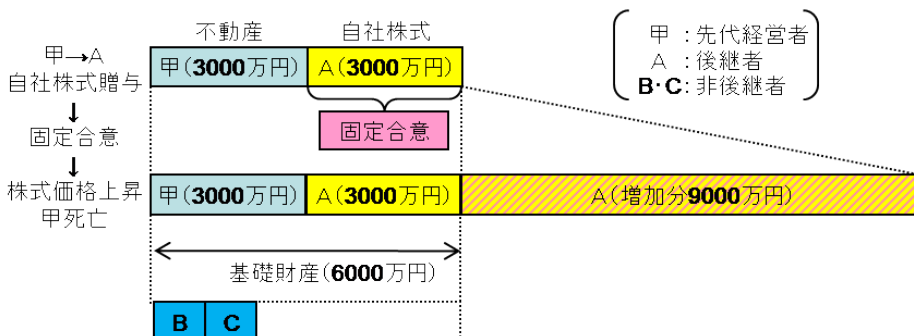 不動産
自社株式
甲→A
自社株式贈与
甲(3000万円)
A(3000万円)
甲:先代経営者
A:後継者
B・C:非後継者
固定合意
固定合意
株式価格上昇
甲死亡
甲(3000万円)
A(3000万円)
A(増加分9000万円)
基礎財産(6000万円)
B
C